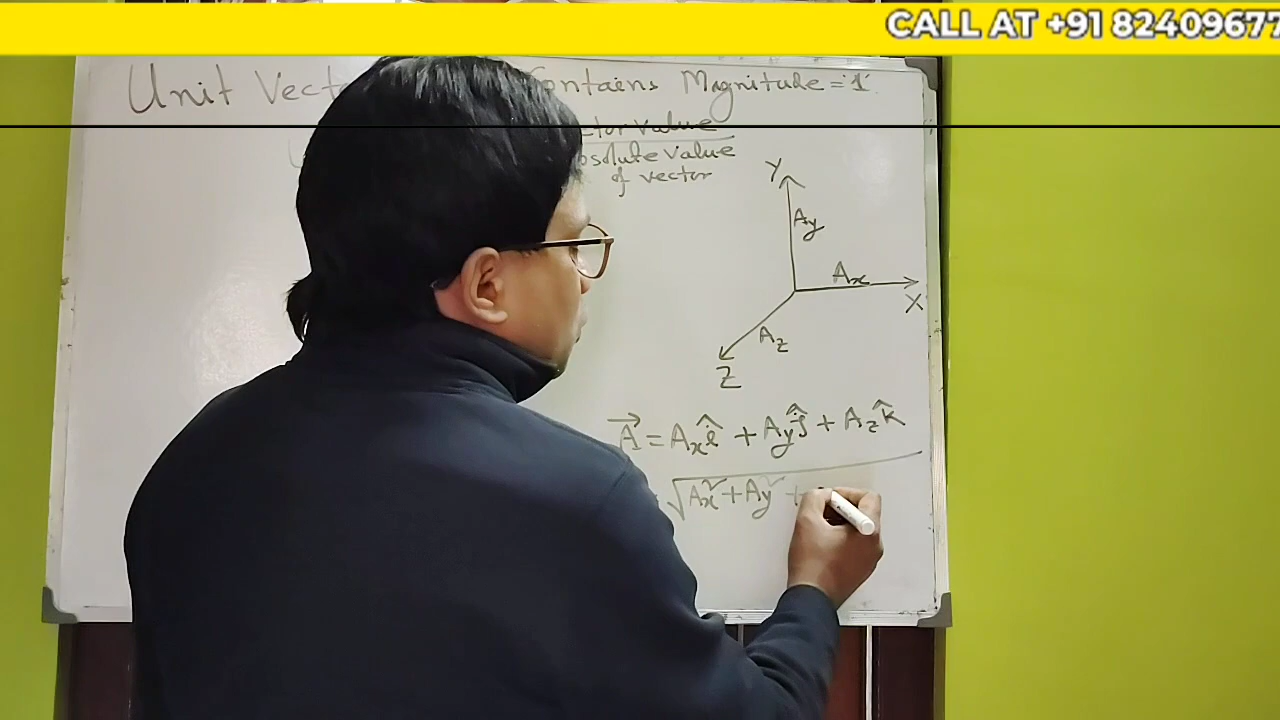 CALL AT +91 82409677
Unit Vect ontains Magnitude = '1'
ctor value
bsolute value
of vector
Y
Ay
Ax
X
Az
Z
A⃗ = Axî + Ayĵ + Azk̂
= √Ax² + Ay² +